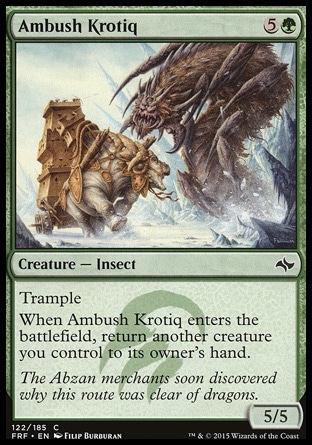 Ambush Krotiq 5
Creature — Insect
Trample
When Ambush Krotiq enters the
battlefield, return another creature
you control to its owner's hand.
The Abzan merchants soon discovered
why this route was clear of dragons.
5/5
122/185 C
FRF • EN Filip Burburan
™ & © 2015 Wizards of the Coast